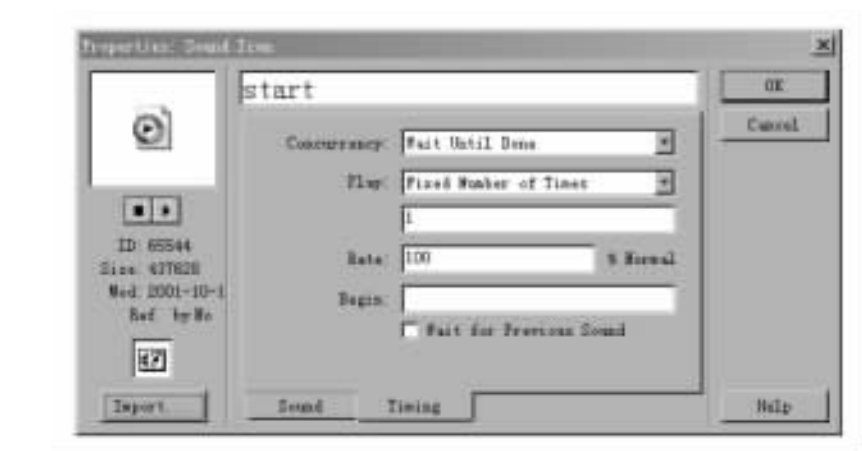 Properties: Sound Icon
start
OK
Cancel
Concurrency: Wait Until Done
Play: Fixed Number of Times
1
Rate: 100 % Normal
Begin:
Wait for Previous Sound
ID: 65544
Size: 437628
Mod: 2001-10-1
Ref. by No
Import...
Sound
Timing
Help